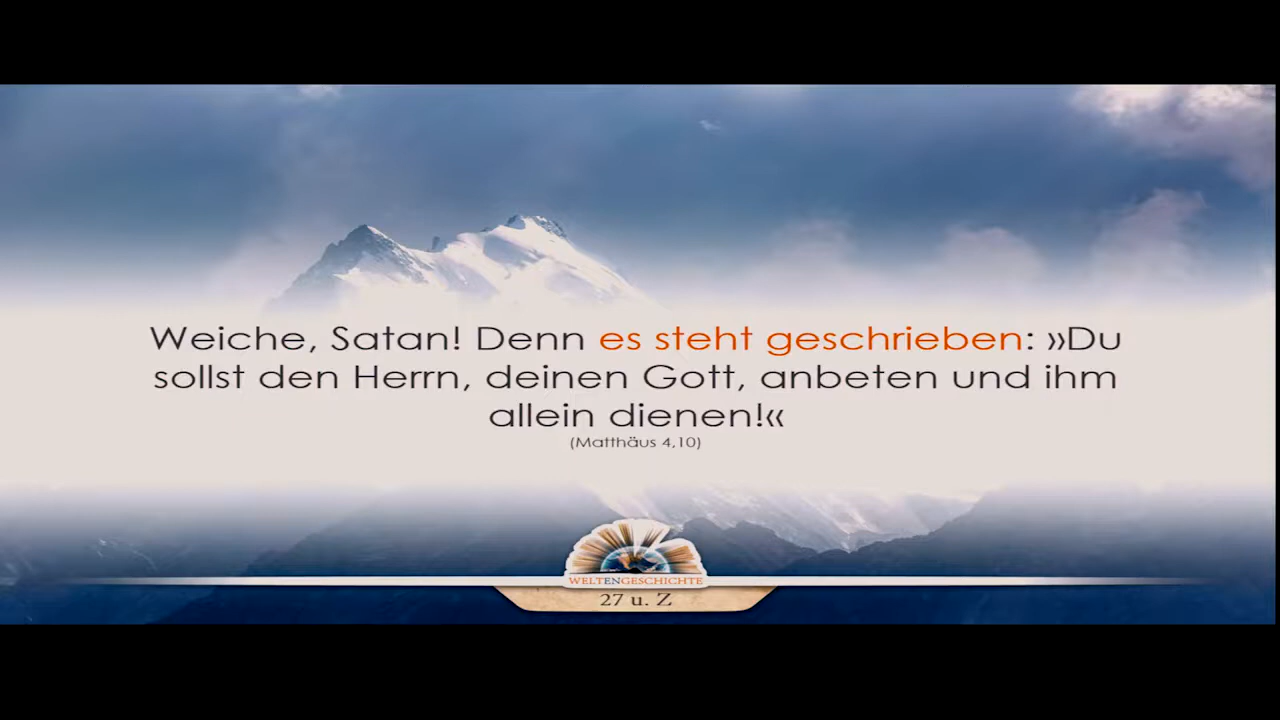 Weiche, Satan! Denn es steht geschrieben: »Du
sollst den Herrn, deinen Gott, anbeten und ihm
allein dienen!«
(Matthäus 4,10)
WELTENGESCHICHTE
27 u. Z